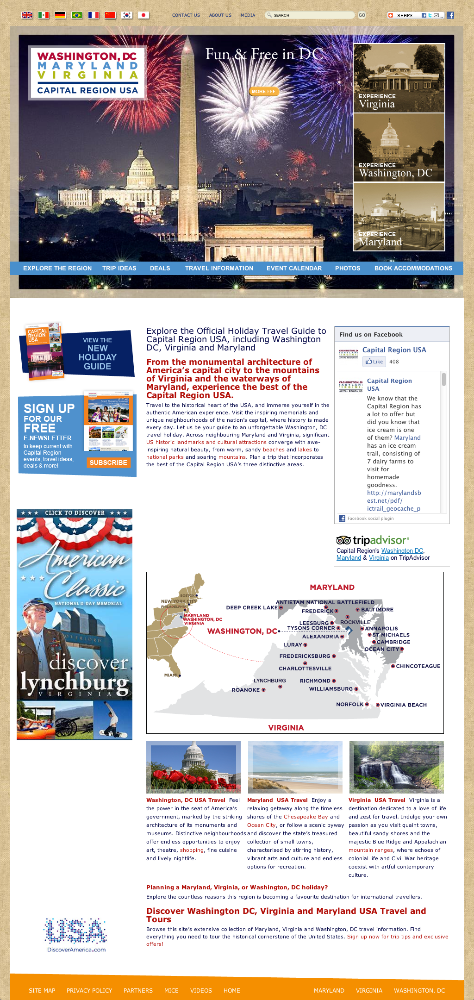 CONTACT US ABOUT US MEDIA SEARCH GO SHARE
WASHINGTON, DC
MARYLAND
VIRGINIA
CAPITAL REGION USA
Fun & Free in DC
MORE
EXPERIENCE
Virginia
EXPERIENCE
Washington, DC
EXPERIENCE
Maryland
EXPLORE THE REGION TRIP IDEAS DEALS TRAVEL INFORMATION EVENT CALENDAR PHOTOS BOOK ACCOMMODATIONS
CAPITAL
REGION
USA
VIEW THE
NEW
HOLIDAY
GUIDE
SIGN UP
FOR OUR
FREE
E-NEWSLETTER
to keep current with
Capital Region
events, travel ideas,
deals & more!
Start Thinking Summer
SUBSCRIBE
CLICK TO DISCOVER
American
Classic
NATIONAL D-DAY MEMORIAL
OVERLORD
discover
lynchburg
VIRGINIA
Explore the Official Holiday Travel Guide to
Capital Region USA, including Washington
DC, Virginia and Maryland
From the monumental architecture of
America's capital city to the mountains
of Virginia and the waterways of
Maryland, experience the best of the
Capital Region USA.
Travel to the historical heart of the USA, and immerse yourself in the
authentic American experience. Visit the inspiring memorials and
unique neighbourhoods of the nation's capital, where history is made
every day. Let us be your guide to an unforgettable Washington, DC
travel holiday. Across neighbouring Maryland and Virginia, significant
US historic landmarks and cultural attractions converge with awe-
inspiring natural beauty, from warm, sandy beaches and lakes to
national parks and soaring mountains. Plan a trip that incorporates
the best of the Capital Region USA's three distinctive areas.
Find us on Facebook
WASHINGTON, DC
MARYLAND
VIRGINIA
CAPITAL REGION US
Capital Region USA
Like 408
WASHINGTON, DC
MARYLAND
VIRGINIA
CAPITAL REGION US
Capital Region
USA
We know that the
Capital Region has
a lot to offer but
did you know that
ice cream is one
of them? Maryland
has an ice cream
trail, consisting of
7 dairy farms to
visit for
homemade
goodness.
http://marylandsb
est.net/pdf/
ictrail_geocache_p
Facebook social plugin
tripadvisor®
Capital Region's Washington DC,
Maryland & Virginia on TripAdvisor
BOSTON
NEW YORK CITY
PHILADELPHIA
MARYLAND
WASHINGTON, DC
VIRGINIA
MIAMI
MARYLAND
ANTIETAM NATIONAL BATTLEFIELD
DEEP CREEK LAKE
FREDERICK
BALTIMORE
LEESBURG
ROCKVILLE
TYSONS CORNER
WASHINGTON, DC
ANNAPOLIS
ST MICHAELS
ALEXANDRIA
CAMBRIDGE
LURAY
OCEAN CITY
FREDERICKSBURG
CHARLOTTESVILLE
CHINCOTEAGUE
LYNCHBURG
RICHMOND
ROANOKE
WILLIAMSBURG
NORFOLK
VIRGINIA BEACH
VIRGINIA
Washington, DC USA Travel Feel
the power in the seat of America's
government, marked by the striking
architecture of its monuments and
museums. Distinctive neighbourhoods
offer endless opportunities to enjoy
art, theatre, shopping, fine cuisine
and lively nightlife.
Maryland USA Travel Enjoy a
relaxing getaway along the timeless
shores of the Chesapeake Bay and
Ocean City, or follow a scenic byway
and discover the state's treasured
collection of small towns,
characterised by stirring history,
vibrant arts and culture and endless
options for recreation.
Virginia USA Travel Virginia is a
destination dedicated to a love of life
and zest for travel. Indulge your own
passion as you visit quaint towns,
beautiful sandy shores and the
majestic Blue Ridge and Appalachian
mountain ranges, where echoes of
colonial life and Civil War heritage
coexist with artful contemporary
culture.
Planning a Maryland, Virginia, or Washington, DC holiday?
Explore the countless reasons this region is becoming a favourite destination for international travellers.
Discover Washington DC, Virginia and Maryland USA Travel and
Tours
Browse this site's extensive collection of Maryland, Virginia and Washington, DC travel information. Find
everything you need to tour the historical cornerstone of the United States. Sign up now for trip tips and exclusive
offers!
USA
DiscoverAmerica.com
SITE MAP PRIVACY POLICY PARTNERS MICE VIDEOS HOME MARYLAND VIRGINIA WASHINGTON, DC